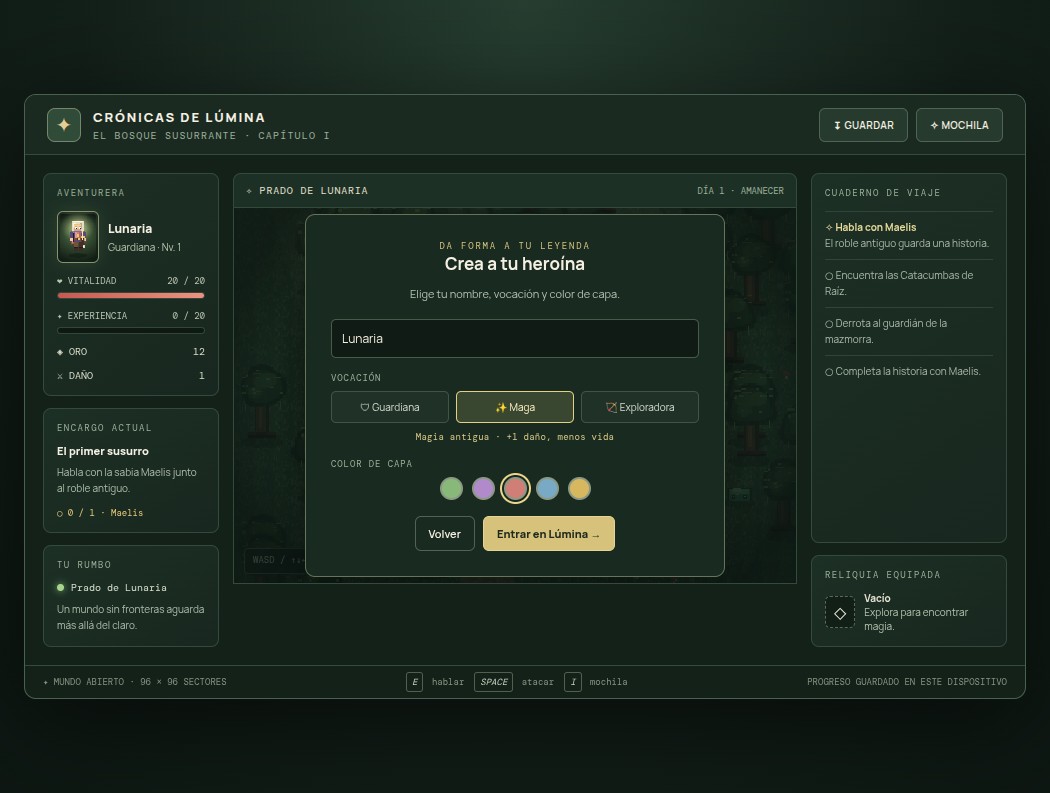 ✦ CRÓNICAS DE LÚMINA
EL BOSQUE SUSURRANTE · CAPÍTULO I
↧ GUARDAR
✧ MOCHILA
AVENTURERA
Lunaria
Guardiana · Nv. 1
❤ VITALIDAD 20 / 20
✦ EXPERIENCIA 0 / 20
◈ ORO 12
⚔ DAÑO 1
ENCARGO ACTUAL
El primer susurro
Habla con la sabia Maelis junto
al roble antiguo.
○ 0 / 1 · Maelis
TU RUMBO
Prado de Lunaria
Un mundo sin fronteras aguarda
más allá del claro.
✧ PRADO DE LUNARIA
DÍA 1 · AMANECER
DA FORMA A TU LEYENDA
Crea a tu heroína
Elige tu nombre, vocación y color de capa.
Lunaria
VOCACIÓN
🛡 Guardiana
✨ Maga
🏹 Exploradora
Magia antigua · +1 daño, menos vida
COLOR DE CAPA
Volver
Entrar en Lúmina →
WASD /
CUADERNO DE VIAJE
✧ Habla con Maelis
El roble antiguo guarda una historia.
○ Encuentra las Catacumbas de
Raíz.
○ Derrota al guardián de la
mazmorra.
○ Completa la historia con Maelis.
RELIQUIA EQUIPADA
◇
Vacío
Explora para encontrar
magia.
✦ MUNDO ABIERTO · 96 × 96 SECTORES
E hablar SPACE atacar I mochila
PROGRESO GUARDADO EN ESTE DISPOSITIVO